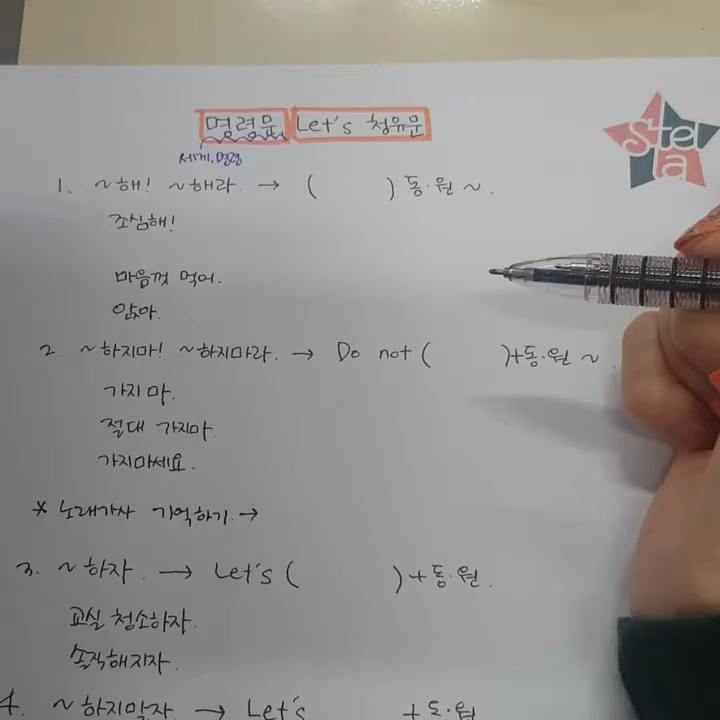 명령문 Let's 청유문
세게.명령
Stella
1. ~해! ~해라. → ( ) 동.원 ~.
조심해!
마음껏 먹어.
앉아.
2. ~하지마! ~하지마라. → Do not ( )+동.원 ~.
가지마.
절대 가지마.
가지마세요.
* 노래가사 기억하기.→
3. ~하자. → Let's ( )+동.원.
교실 청소하자.
솔직해지자.
4. ~하지말자. → Let's +동.원